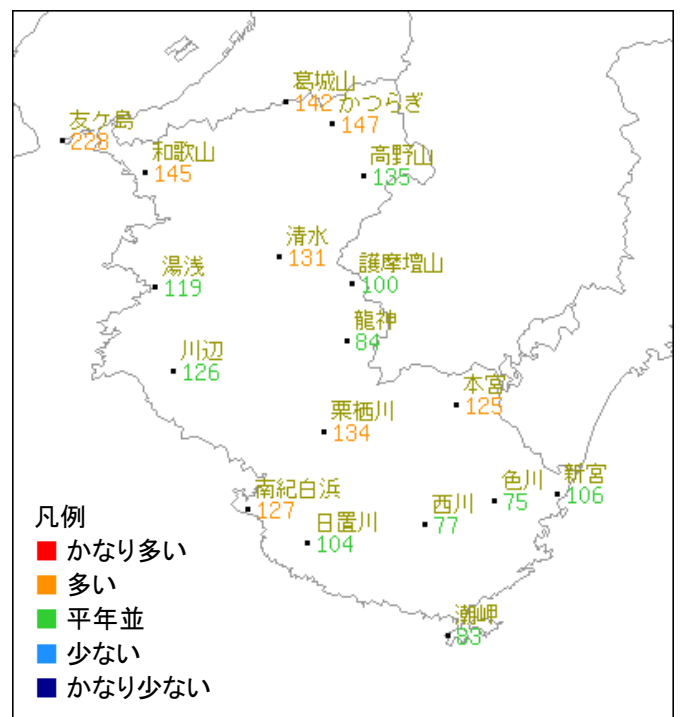 葛城山
142
かつらぎ
147
友ケ島
228
和歌山
145
高野山
135
清水
131
護摩壇山
100
湯浅
119
龍神
84
川辺
126
本宮
125
栗栖川
134
南紀白浜
127
日置川
104
西川
77
色川
75
新宮
106
潮岬
83
凡例
かなり多い
多い
平年並
少ない
かなり少ない